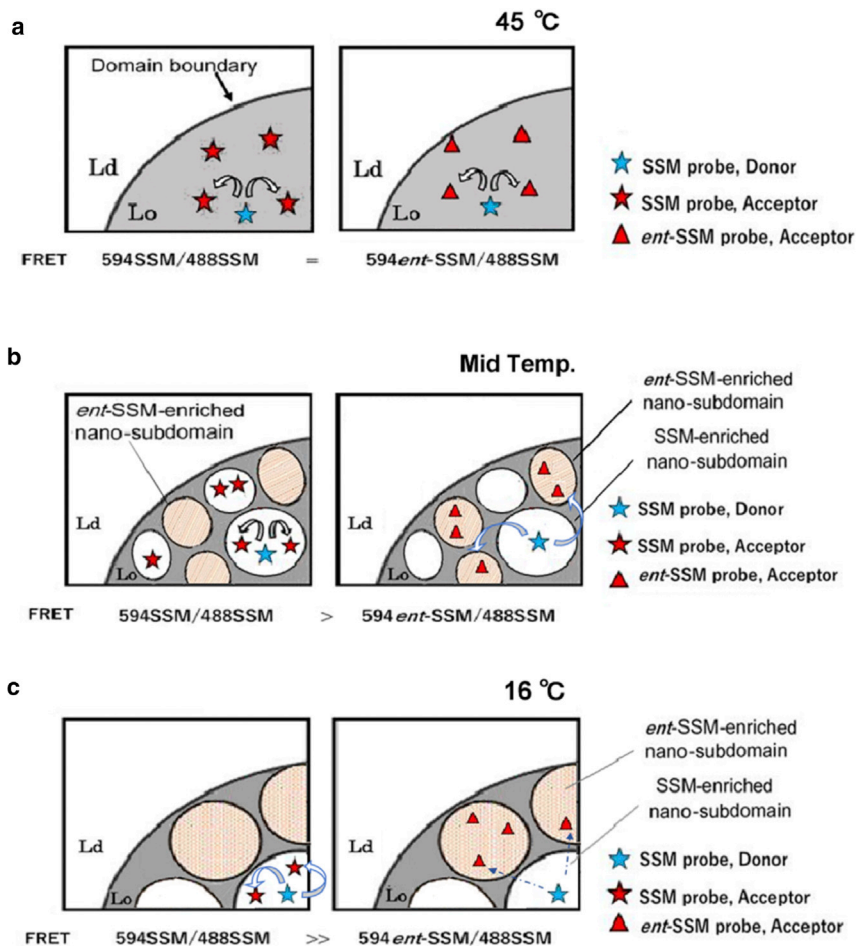 a
45 °C
Domain boundary
Ld
Lo
Ld
Lo
SSM probe, Donor
SSM probe, Acceptor
ent-SSM probe, Acceptor
FRET 594SSM/488SSM = 594ent-SSM/488SSM
b
Mid Temp.
ent-SSM-enriched
nano-subdomain
Ld
Lo
Ld
Lo
ent-SSM-enriched
nano-subdomain
SSM-enriched
nano-subdomain
SSM probe, Donor
SSM probe, Acceptor
ent-SSM probe, Acceptor
FRET 594SSM/488SSM > 594ent-SSM/488SSM
c
16 °C
Ld
Lo
Ld
Lo
ent-SSM-enriched
nano-subdomain
SSM-enriched
nano-subdomain
SSM probe, Donor
SSM probe, Acceptor
ent-SSM probe, Acceptor
FRET 594SSM/488SSM >> 594ent-SSM/488SSM